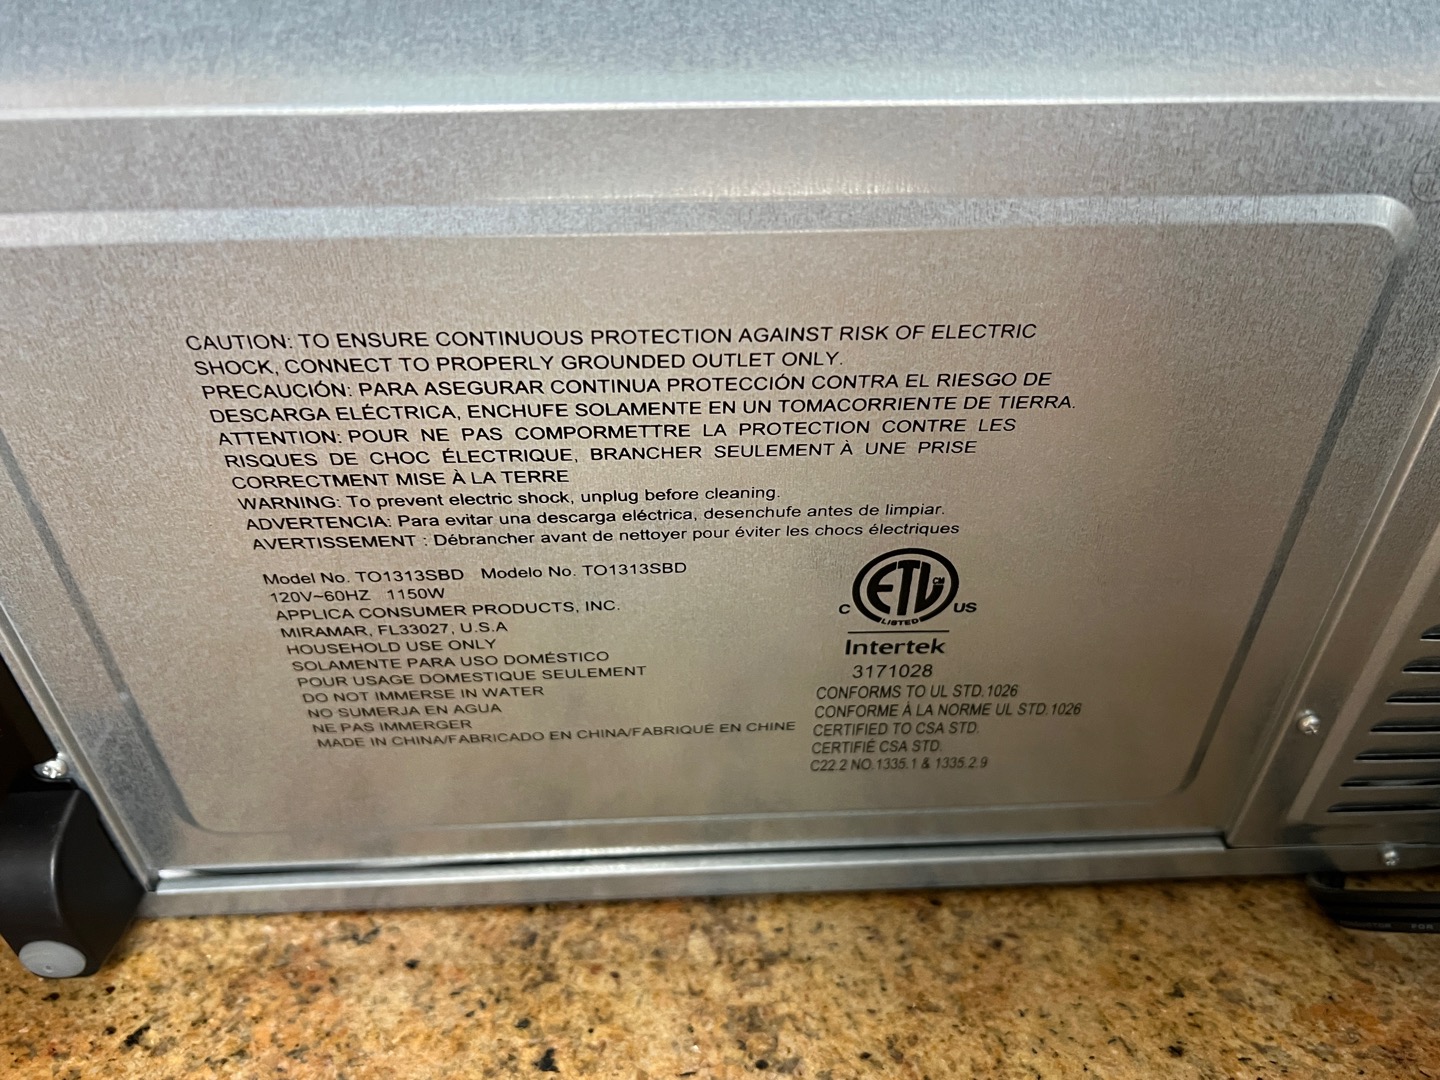 CAUTION: TO ENSURE CONTINUOUS PROTECTION AGAINST RISK OF ELECTRIC
SHOCK, CONNECT TO PROPERLY GROUNDED OUTLET ONLY.
PRECAUCIÓN: PARA ASEGURAR CONTINUA PROTECCIÓN CONTRA EL RIESGO DE
DESCARGA ELÉCTRICA, ENCHUFE SOLAMENTE EN UN TOMACORRIENTE DE TIERRA.
ATTENTION: POUR NE PAS COMPORMETTRE LA PROTECTION CONTRE LES
RISQUES DE CHOC ÉLECTRIQUE, BRANCHER SEULEMENT À UNE PRISE
CORRECTMENT MISE À LA TERRE
WARNING: To prevent electric shock, unplug before cleaning.
ADVERTENCIA: Para evitar una descarga eléctrica, desenchufe antes de limpiar.
AVERTISSEMENT : Débrancher avant de nettoyer pour éviter les chocs électriques
Model No. TO1313SBD Modelo No. TO1313SBD
120V~60HZ 1150W
APPLICA CONSUMER PRODUCTS, INC.
MIRAMAR, FL33027, U.S.A
HOUSEHOLD USE ONLY
SOLAMENTE PARA USO DOMÉSTICO
POUR USAGE DOMESTIQUE SEULEMENT
DO NOT IMMERSE IN WATER
NO SUMERJA EN AGUA
NE PAS IMMERGER
MADE IN CHINA/FABRICADO EN CHINA/FABRIQUÉ EN CHINE
ETL CM
C LISTED US
Intertek
3171028
CONFORMS TO UL STD.1026
CONFORME À LA NORME UL STD.1026
CERTIFIED TO CSA STD.
CERTIFIÉ CSA STD.
C22.2 NO.1335.1 & 1335.2.9
FOR